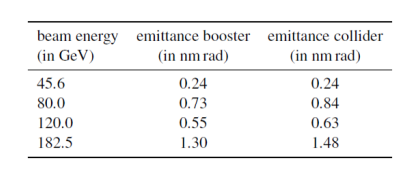 beam energy emittance booster emittance collider
(in GeV) (in nm rad) (in nm rad)
45.6 0.24 0.24
80.0 0.73 0.84
120.0 0.55 0.63
182.5 1.30 1.48